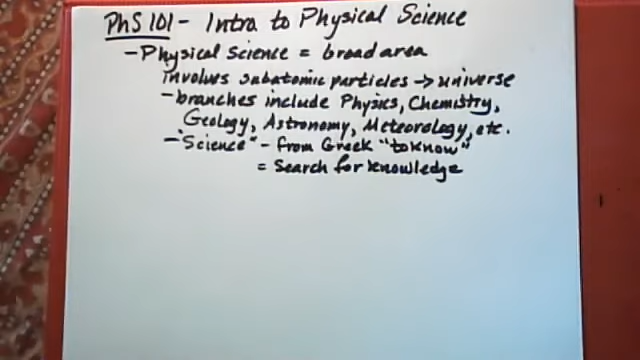 PhS 101 - Intro to Physical Science
- Physical Science = broad area
involves subatomic particles → universe
- branches include Physics, Chemistry,
Geology, Astronomy, Meteorology, etc.
- "Science" - from Greek "to know"
= Search for knowledge